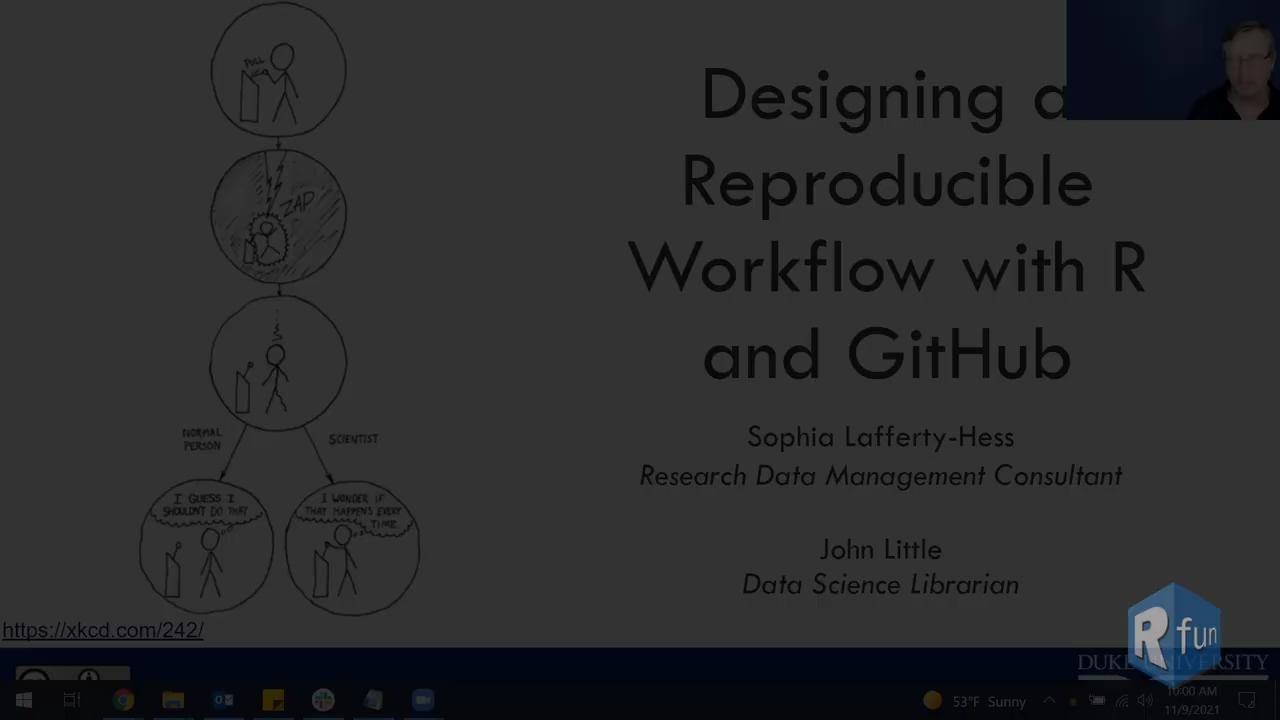 PULL
ZAP
NORMAL
PERSON
SCIENTIST
I GUESS I
SHOULDN'T DO THAT.
I WONDER IF
THAT HAPPENS EVERY
TIME.
https://xkcd.com/242/
Designing a
Reproducible
Workflow with R
and GitHub
Sophia Lafferty-Hess
Research Data Management Consultant
John Little
Data Science Librarian
R fun
DUKE UNIVERSITY
53°F Sunny
10:00 AM
11/9/2021